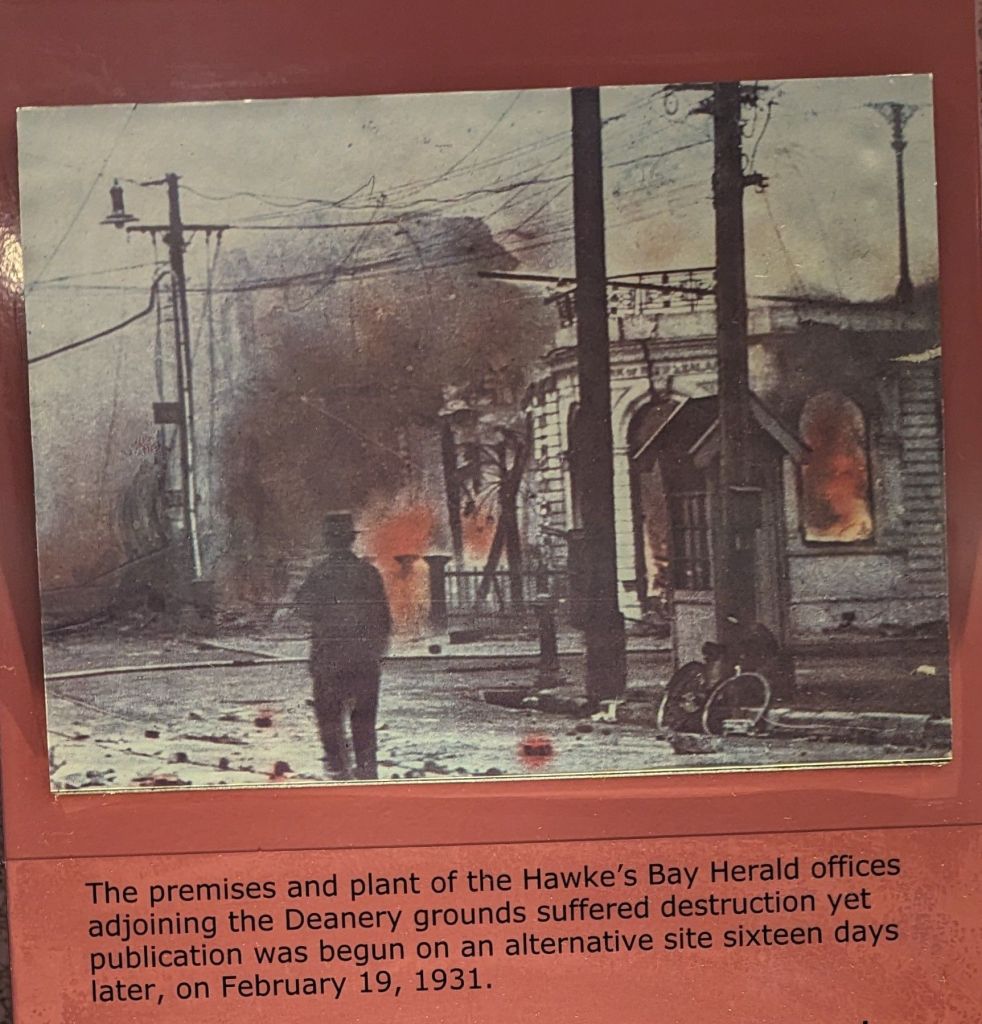 The premises and plant of the Hawke's Bay Herald offices
adjoining the Deanery grounds suffered destruction yet
publication was begun on an alternative site sixteen days
later, on February 19, 1931.